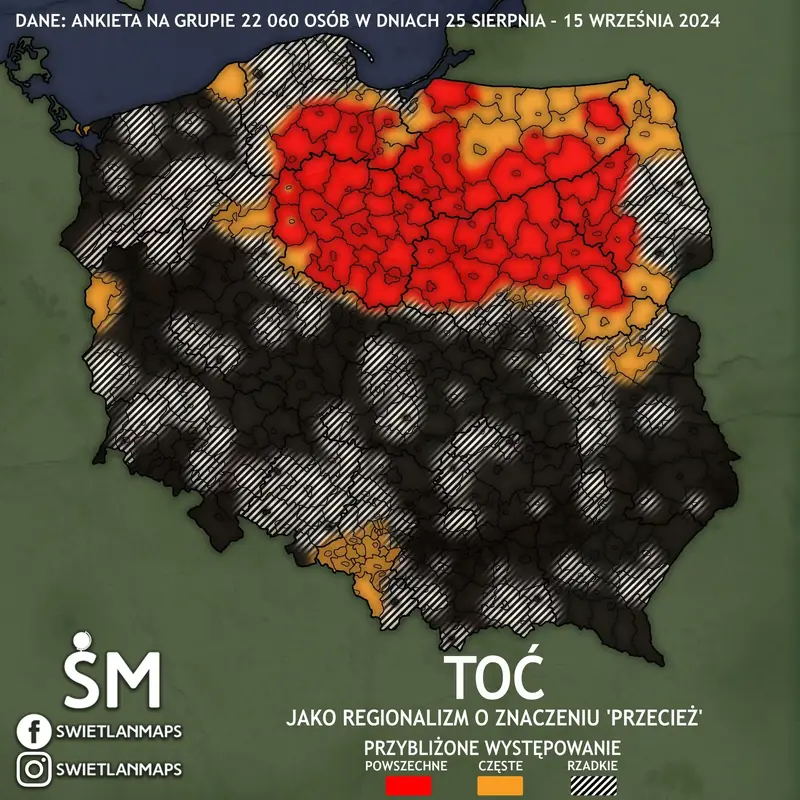 DANE: ANKIETA NA GRUPIE 22 060 OSÓB W DNIACH 25 SIERPNIA - 15 WRZEŚNIA 2024
ŚM
SWIETLANMAPS
SWIETLANMAPS
TOĆ
JAKO REGIONALIZM O ZNACZENIU 'PRZECIEŻ'
PRZYBLIŻONE WYSTĘPOWANIE
POWSZECHNE CZĘSTE RZADKIE